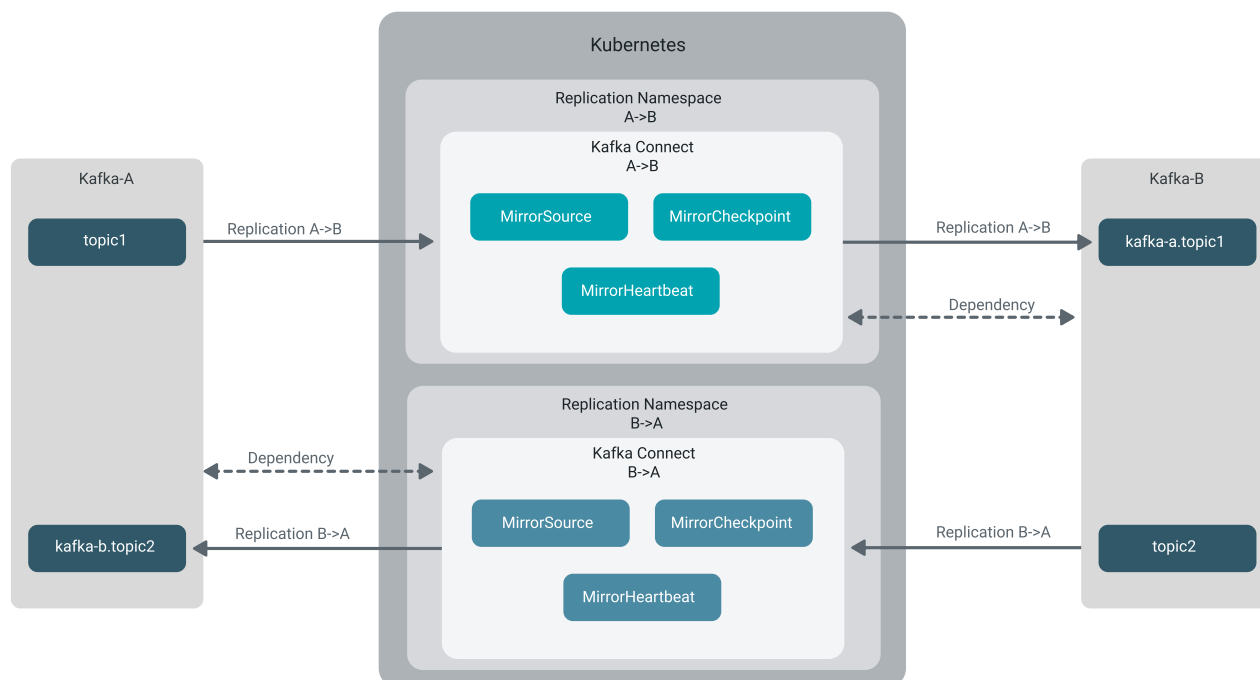 Kubernetes
Replication Namespace
A->B
Kafka Connect
A->B
MirrorSource
MirrorCheckpoint
MirrorHeartbeat
Kafka-A
topic1
Replication A->B
Replication A->B
Kafka-B
kafka-a.topic1
Dependency
Replication Namespace
B->A
Kafka Connect
B->A
MirrorSource
MirrorCheckpoint
MirrorHeartbeat
Dependency
kafka-b.topic2
Replication B->A
Replication B->A
topic2